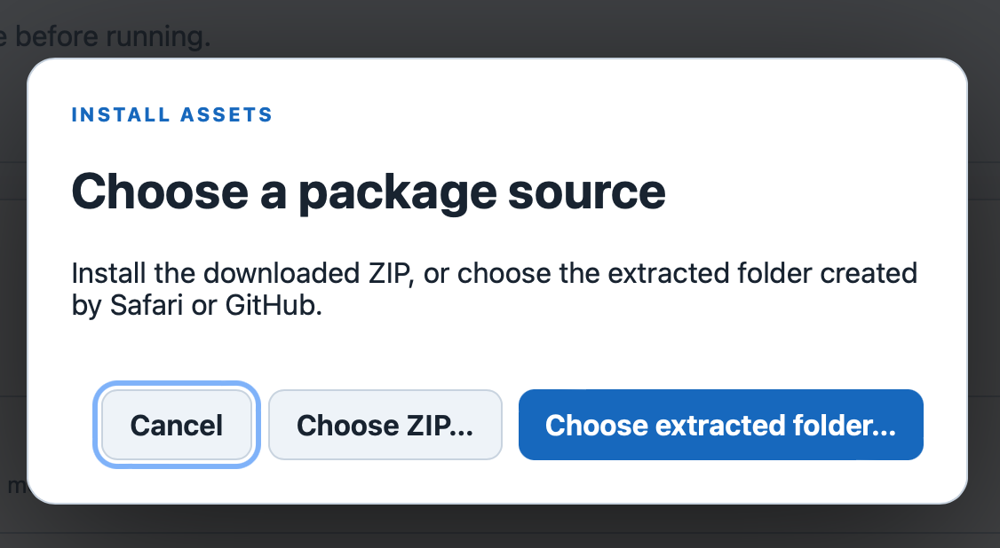 e before running.
INSTALL ASSETS
Choose a package source
Install the downloaded ZIP, or choose the extracted folder created
by Safari or GitHub.
Cancel
Choose ZIP...
Choose extracted folder...
m